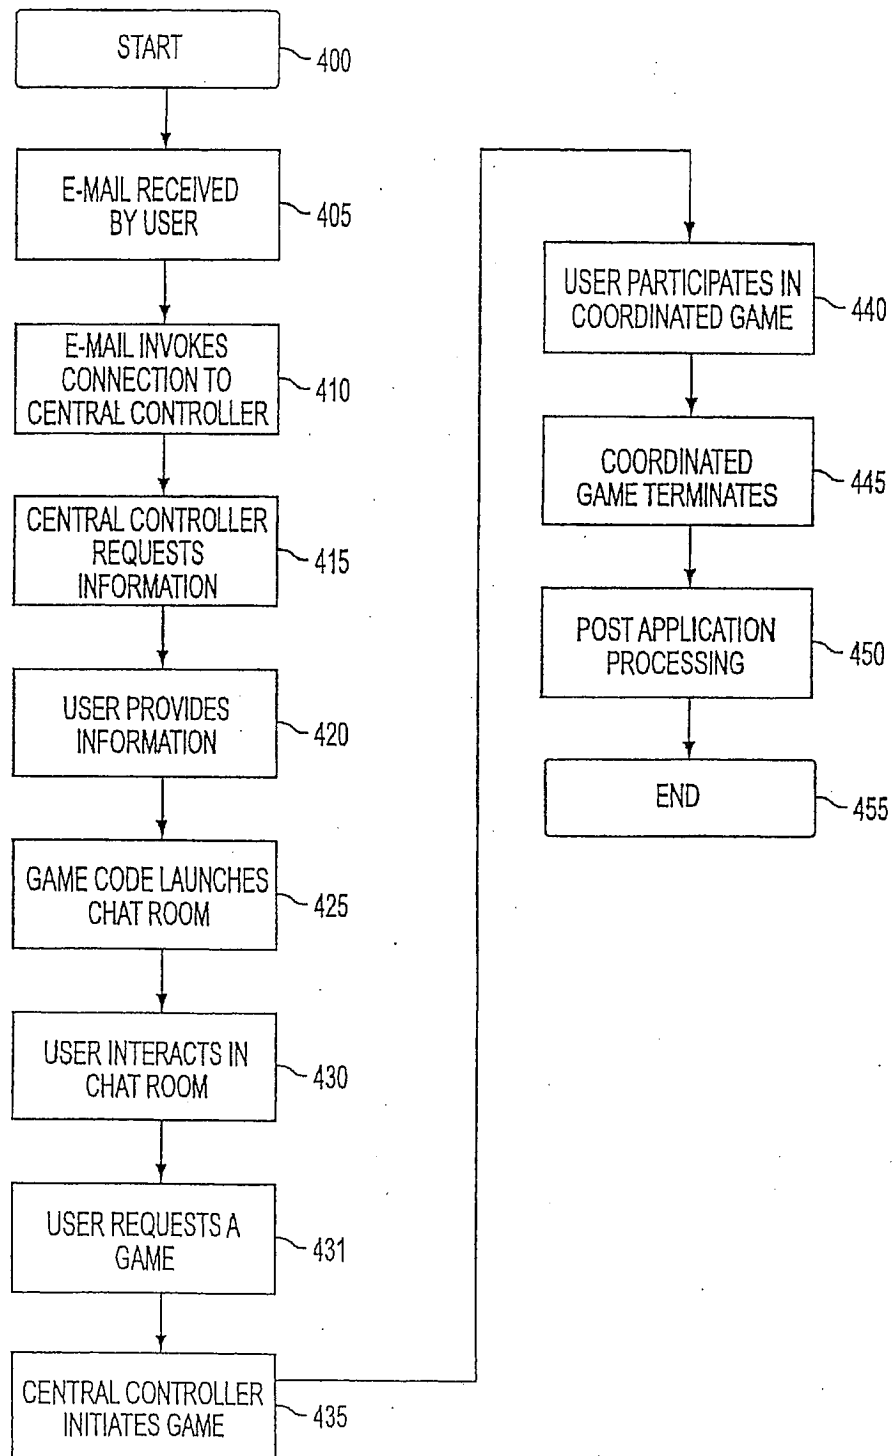 START
400
E-MAIL RECEIVED
BY USER
405
E-MAIL INVOKES
CONNECTION TO
CENTRAL CONTROLLER
410
CENTRAL CONTROLLER
REQUESTS
INFORMATION
415
USER PROVIDES
INFORMATION
420
GAME CODE LAUNCHES
CHAT ROOM
425
USER INTERACTS IN
CHAT ROOM
430
USER REQUESTS A
GAME
431
CENTRAL CONTROLLER
INITIATES GAME
435
USER PARTICIPATES IN
COORDINATED GAME
440
COORDINATED
GAME TERMINATES
445
POST APPLICATION
PROCESSING
450
END
455